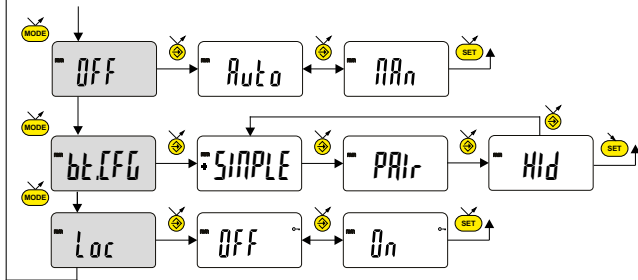 MODE
OFF Auto MAn SET
MODE
bt.CFG SIMPLE PAIr Hid SET
MODE
Loc OFF On SET